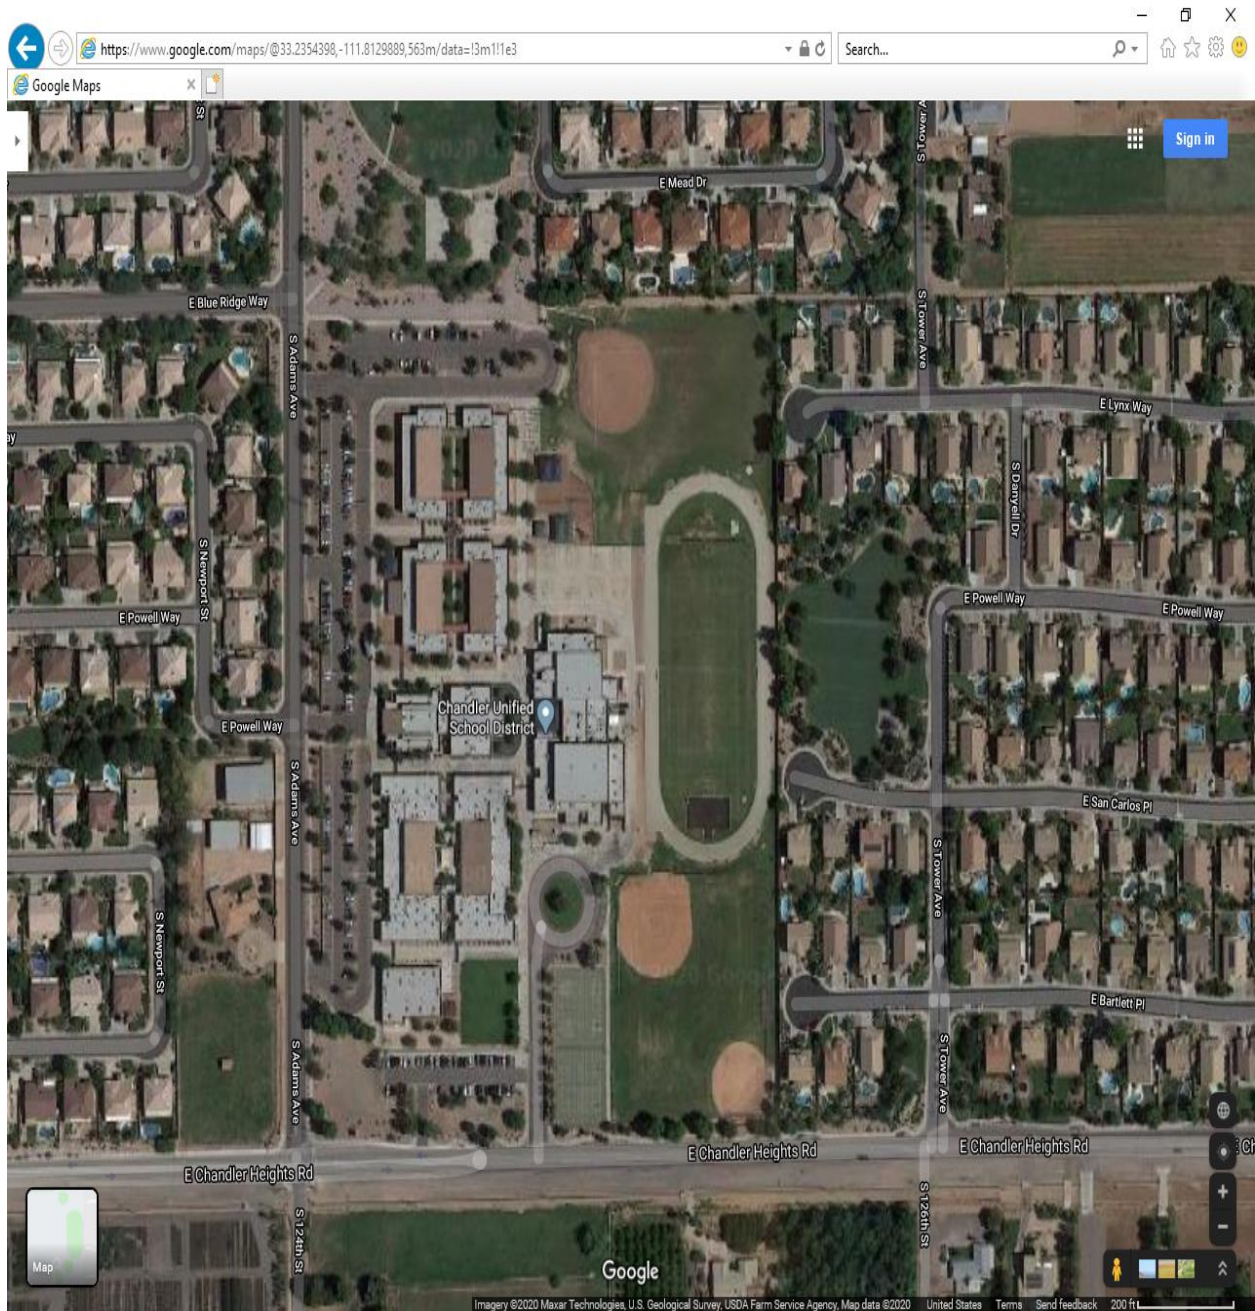 https://www.google.com/maps/@33.2354398,-111.8129889,563m/data=!3m1!1e3
Search...
Google Maps
Sign in
S Tower A
E St
E Mead Dr
E Blue Ridge Way
S Tower Ave
S Adams Ave
E Lynx Way
ay
S Danyell Dr
S Newport St
E Powell Way
E Powell Way
E Powell Way
Chandler Unified
School District
E Powell Way
S Adams Ave
E San Carlos Pl
S Tower Ave
S Newport St
E Bartlett Pl
S Adams Ave
S Tower Ave
E Chandler Heights Rd
E Chandler Heights Rd
E Chandler Heights Rd
E Ch
S 124th St
S 126th St
Map
Google
Imagery ©2020 Maxar Technologies, U.S. Geological Survey, USDA Farm Service Agency, Map data ©2020 United States Terms Send feedback 200 ft